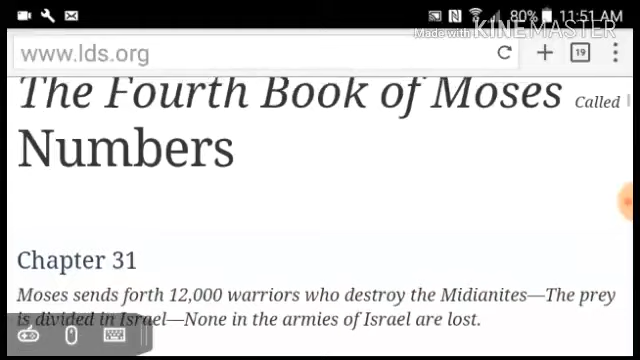 80% 11:51 AM
Made with KINEMASTER
www.lds.org
19
The Fourth Book of Moses Called
Numbers
Chapter 31
Moses sends forth 12,000 warriors who destroy the Midianites—The prey
is divided in Israel—None in the armies of Israel are lost.